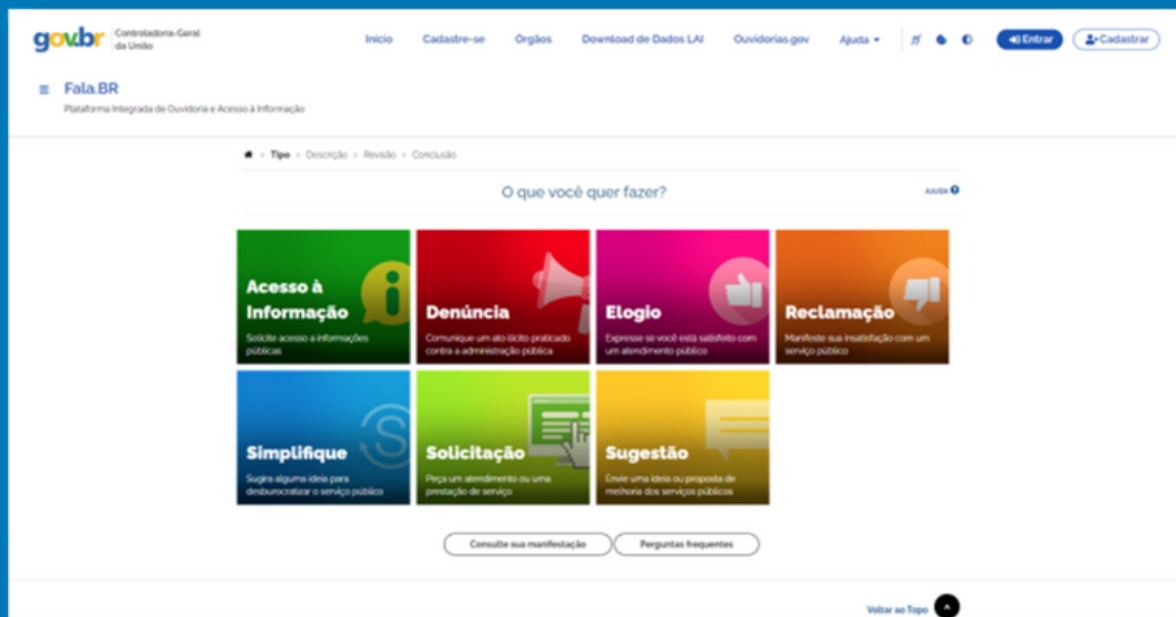 gov.br
Controladoria-Geral
da União
Início Cadastre-se Órgãos Download de Dados LAI Ouvidorias.gov Ajuda Entrar Cadastrar
Fala.BR
Plataforma Integrada de Ouvidoria e Acesso à Informação
> Tipo > Descrição > Revisão > Conclusão
O que você quer fazer?
AJUDA
Acesso à
Informação
Solicite acesso a informações
públicas
Denúncia
Comunique um ato ilícito praticado
contra a administração pública
Elogio
Expresse se você está satisfeito com
um atendimento público
Reclamação
Manifeste sua insatisfação com um
serviço público
Simplifique
Sugira alguma ideia para
desburocratizar o serviço público
Solicitação
Peça um atendimento ou uma
prestação de serviço
Sugestão
Envie uma ideia ou proposta de
melhoria dos serviços públicos
Consulte sua manifestação
Perguntas frequentes
Voltar ao Topo